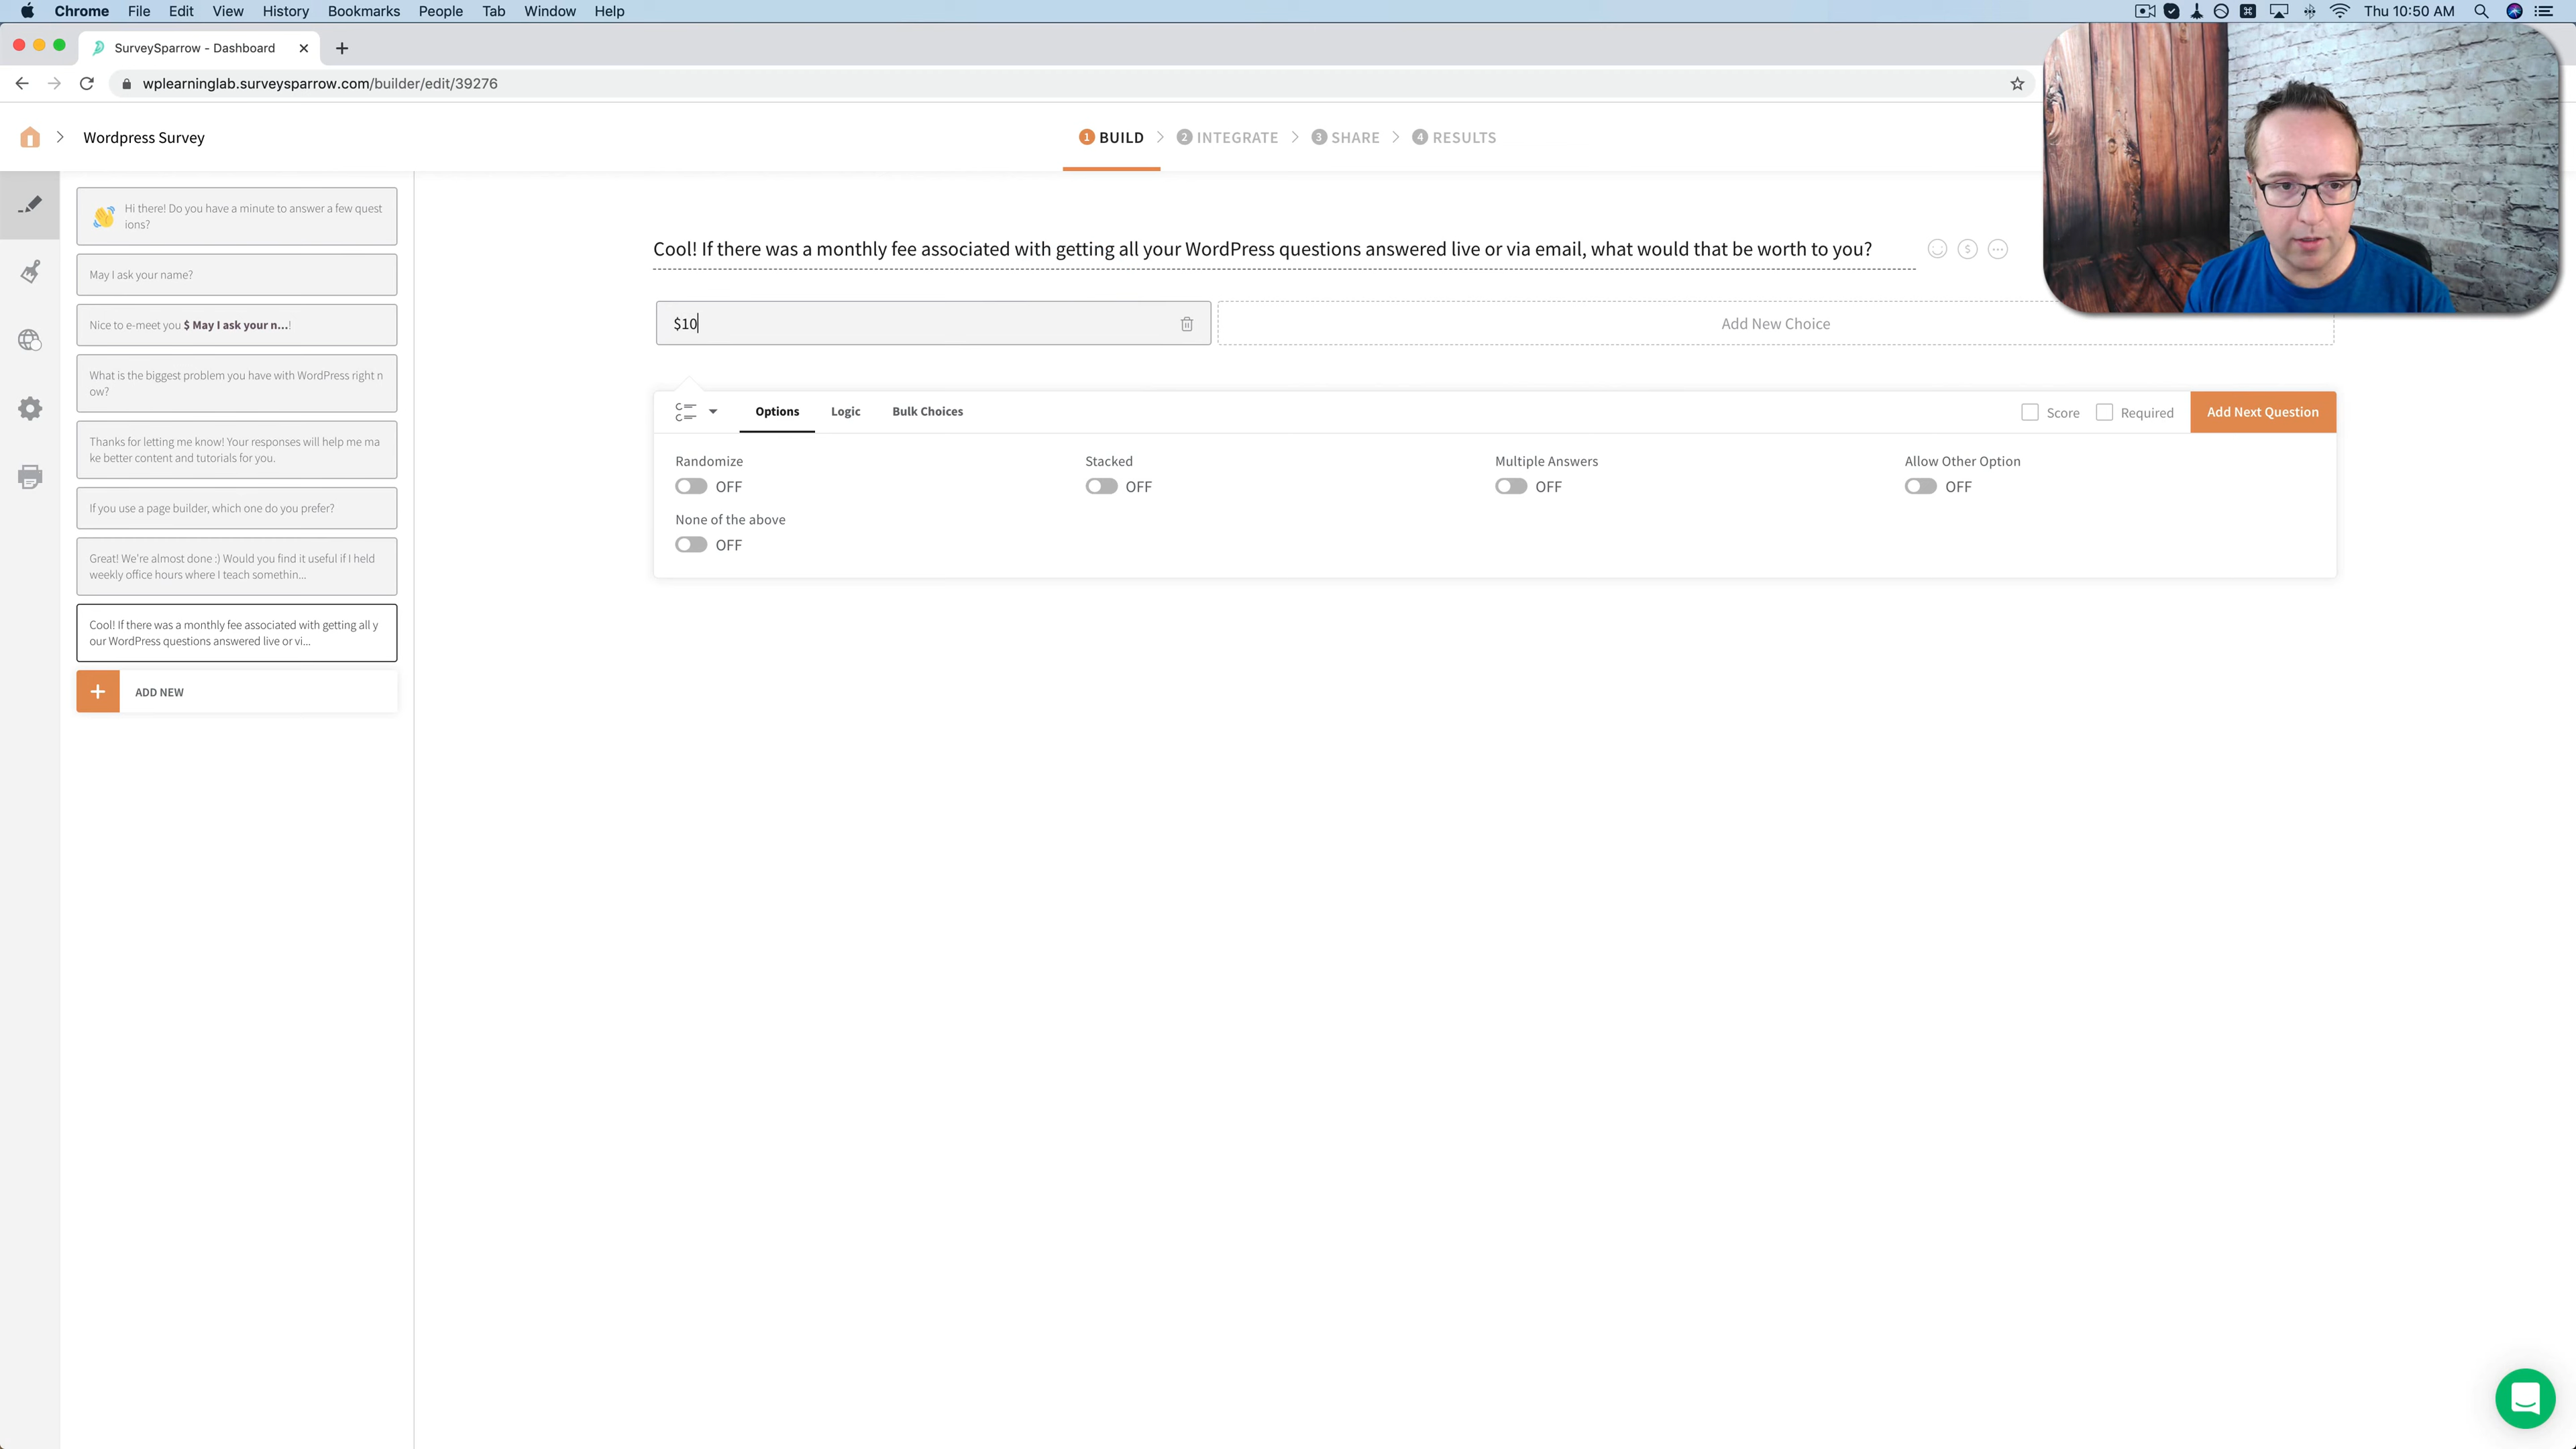 Chrome File Edit View History Bookmarks People Tab Window Help Thu 10:50 AM
SurveySparrow - Dashboard
wplearninglab.surveysparrow.com/builder/edit/39276
Wordpress Survey
1 BUILD 2 INTEGRATE 3 SHARE 4 RESULTS
Hi there! Do you have a minute to answer a few quest
ions?
May I ask your name?
Nice to e-meet you $ May I ask your n...!
What is the biggest problem you have with WordPress right n
ow?
Thanks for letting me know! Your responses will help me ma
ke better content and tutorials for you.
If you use a page builder, which one do you prefer?
Great! We're almost done :) Would you find it useful if I held
weekly office hours where I teach somethin...
Cool! If there was a monthly fee associated with getting all y
our WordPress questions answered live or vi...
ADD NEW
Cool! If there was a monthly fee associated with getting all your WordPress questions answered live or via email, what would that be worth to you?
$10
Add New Choice
Options Logic Bulk Choices Score Required Add Next Question
Randomize Stacked Multiple Answers Allow Other Option
OFF OFF OFF OFF
None of the above
OFF